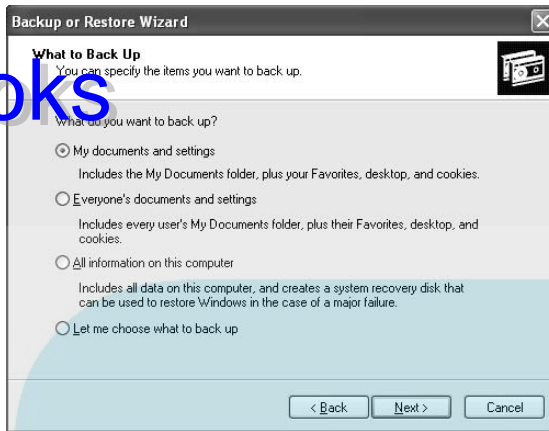 Backup or Restore Wizard
What to Back Up
You can specify the items you want to back up.
oks
What do you want to back up?
My documents and settings
Includes the My Documents folder, plus your Favorites, desktop, and cookies.
Everyone's documents and settings
Includes every user's My Documents folder, plus their Favorites, desktop, and
cookies.
All information on this computer
Includes all data on this computer, and creates a system recovery disk that
can be used to restore Windows in the case of a major failure.
Let me choose what to back up
< Back
Next >
Cancel